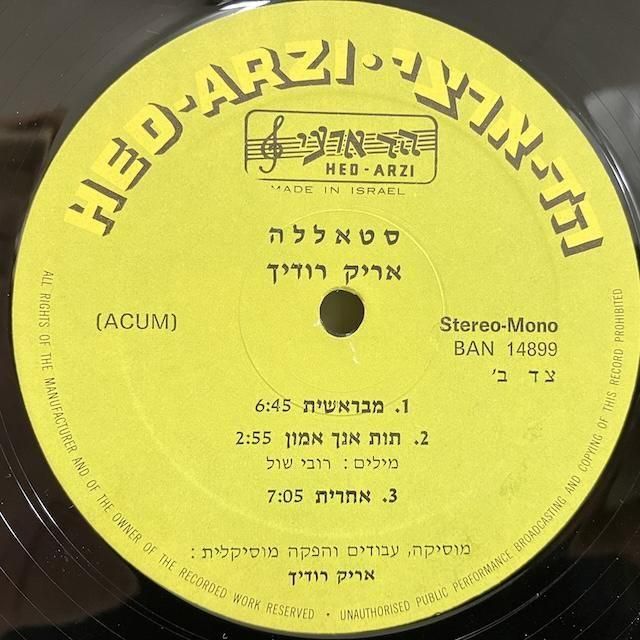 HED-ARZI • הד-ארצי
הד ארצי
HED-ARZI
MADE IN ISRAEL
סטאללה
אריק רודיך
(ACUM)
Stereo-Mono
BAN 14899
צד ב'
1. מבראשית 6:45
2. תות אנך אמון 2:55
מילים: רובי שול
3. אחרית 7:05
מוסיקה, עבודים והפקה מוסיקלית:
אריק רודיך
ALL RIGHTS OF THE MANUFACTURER AND OF THE OWNER OF THE RECORDED WORK RESERVED • UNAUTHORISED PUBLIC PERFORMANCE BROADCASTING AND COPYING OF THIS RECORD PROHIBITED